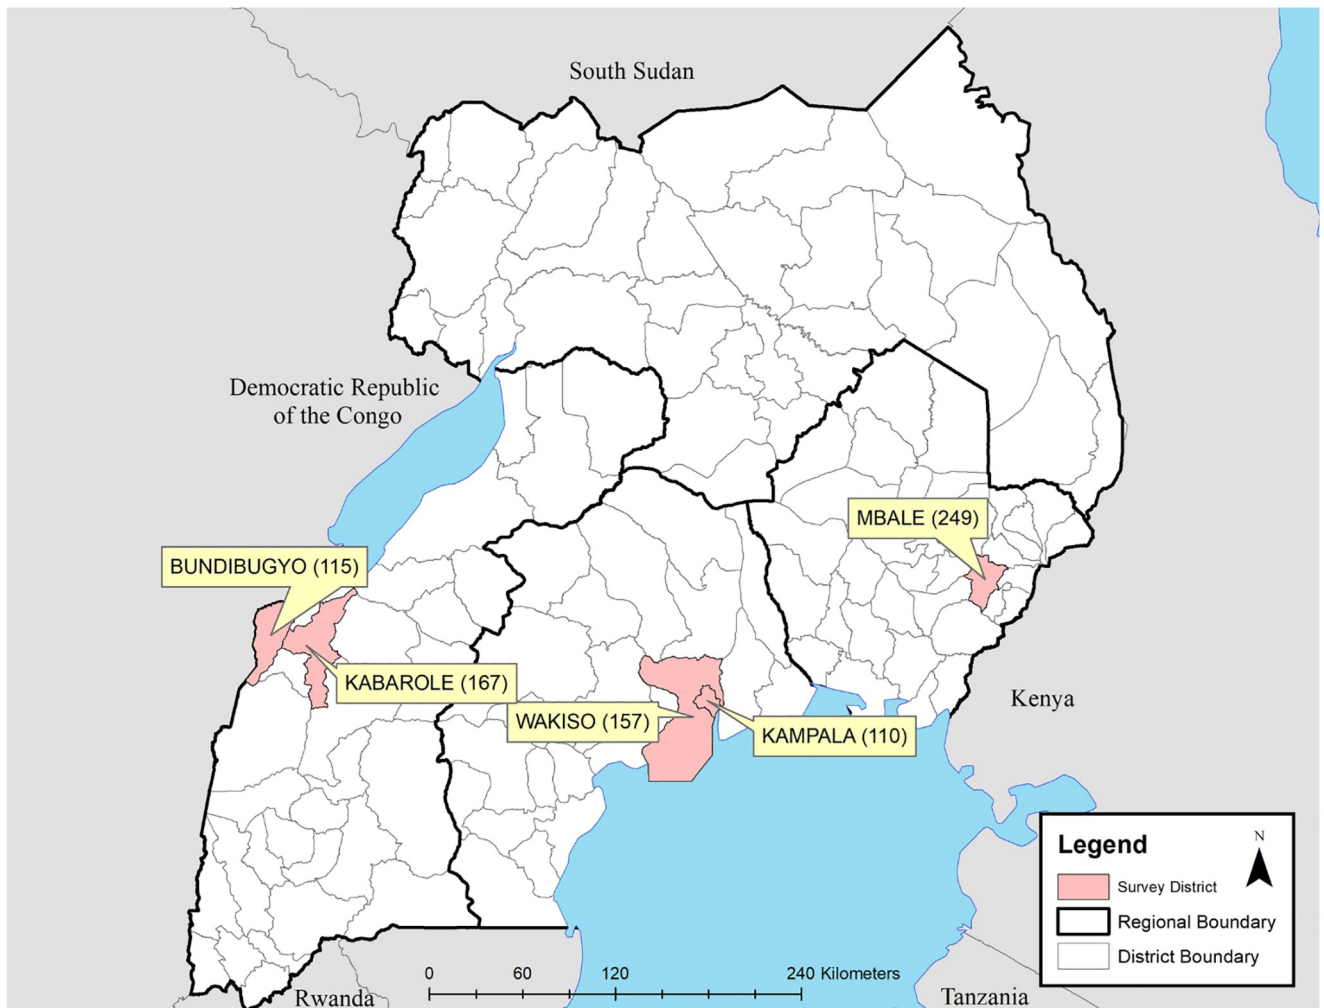 South Sudan
Democratic Republic
of the Congo
MBALE (249)
BUNDIBUGYO (115)
KABAROLE (167)
WAKISO (157)
KAMPALA (110)
Kenya
Legend
N
Survey District
Regional Boundary
District Boundary
0 60 120 240 Kilometers
Rwanda
Tanzania